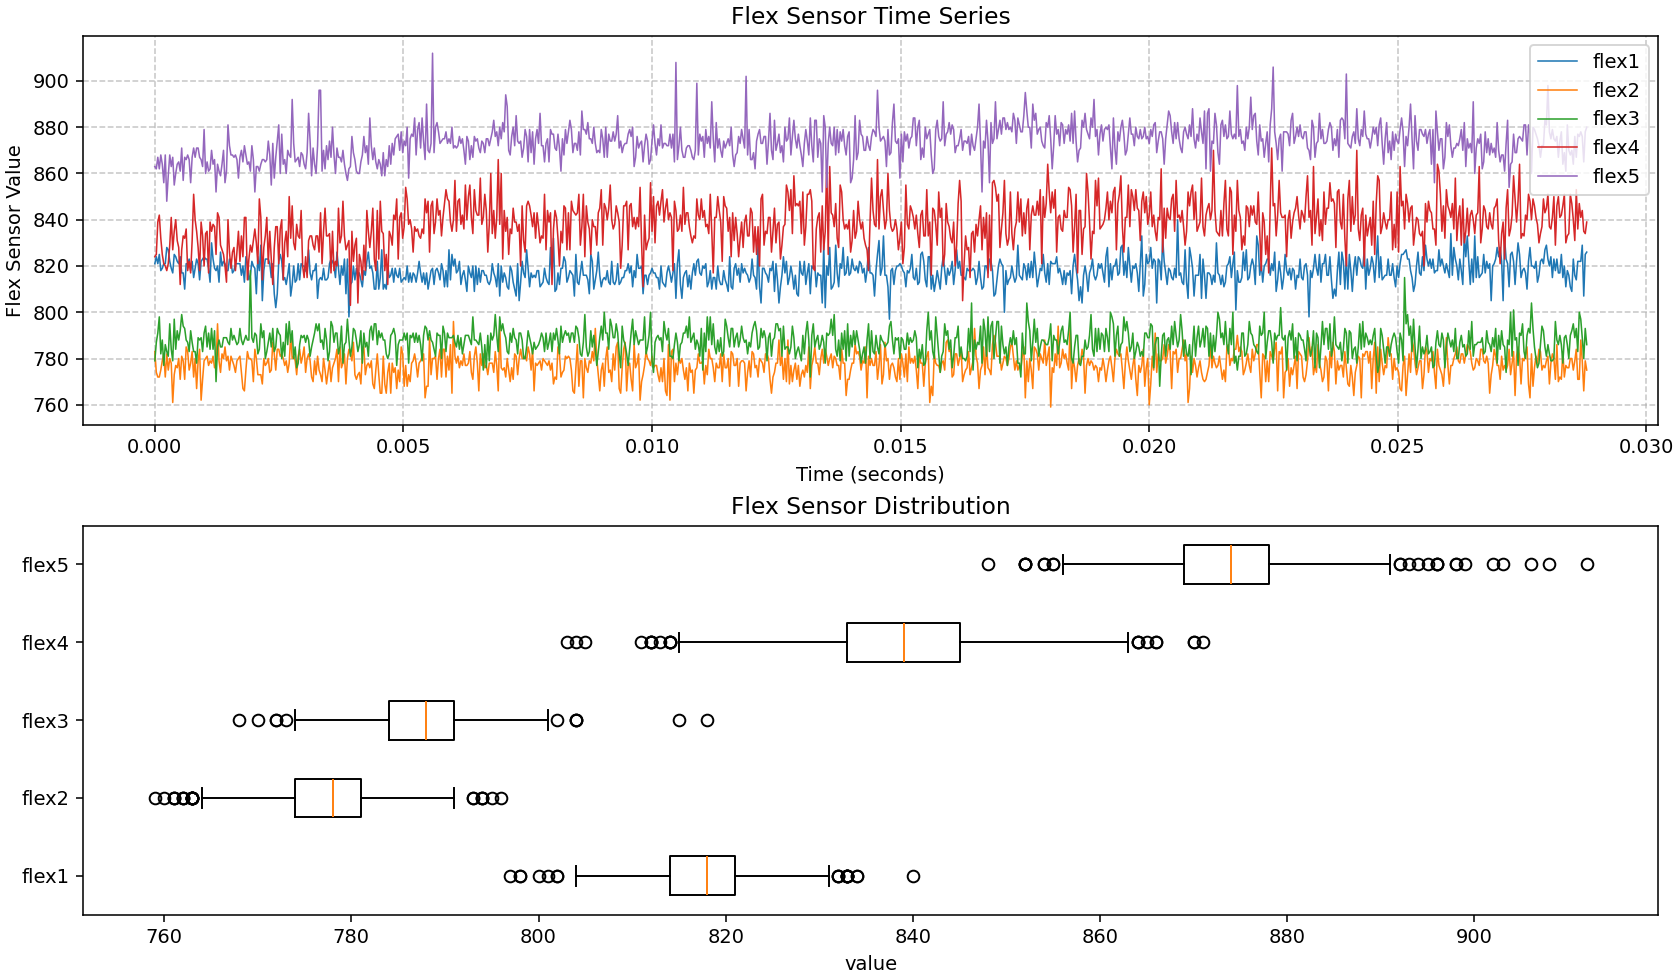 Flex Sensor Time Series
Flex Sensor Value
900
880
860
840
820
800
780
760
flex1
flex2
flex3
flex4
flex5
0.000 0.005 0.010 0.015 0.020 0.025 0.030
Time (seconds)
Flex Sensor Distribution
flex5
flex4
flex3
flex2
flex1
760 780 800 820 840 860 880 900
value